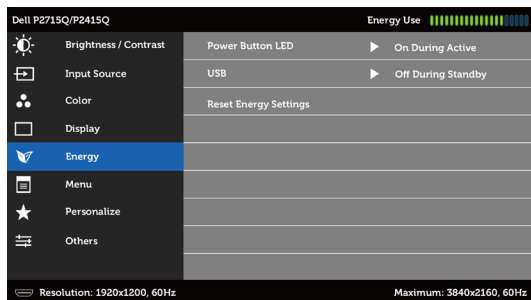 Dell P2715Q/P2415Q Energy Use
Brightness / Contrast Power Button LED On During Active
Input Source USB Off During Standby
Color Reset Energy Settings
Display
Energy
Menu
Personalize
Others
Resolution: 1920x1200, 60Hz Maximum: 3840x2160, 60Hz